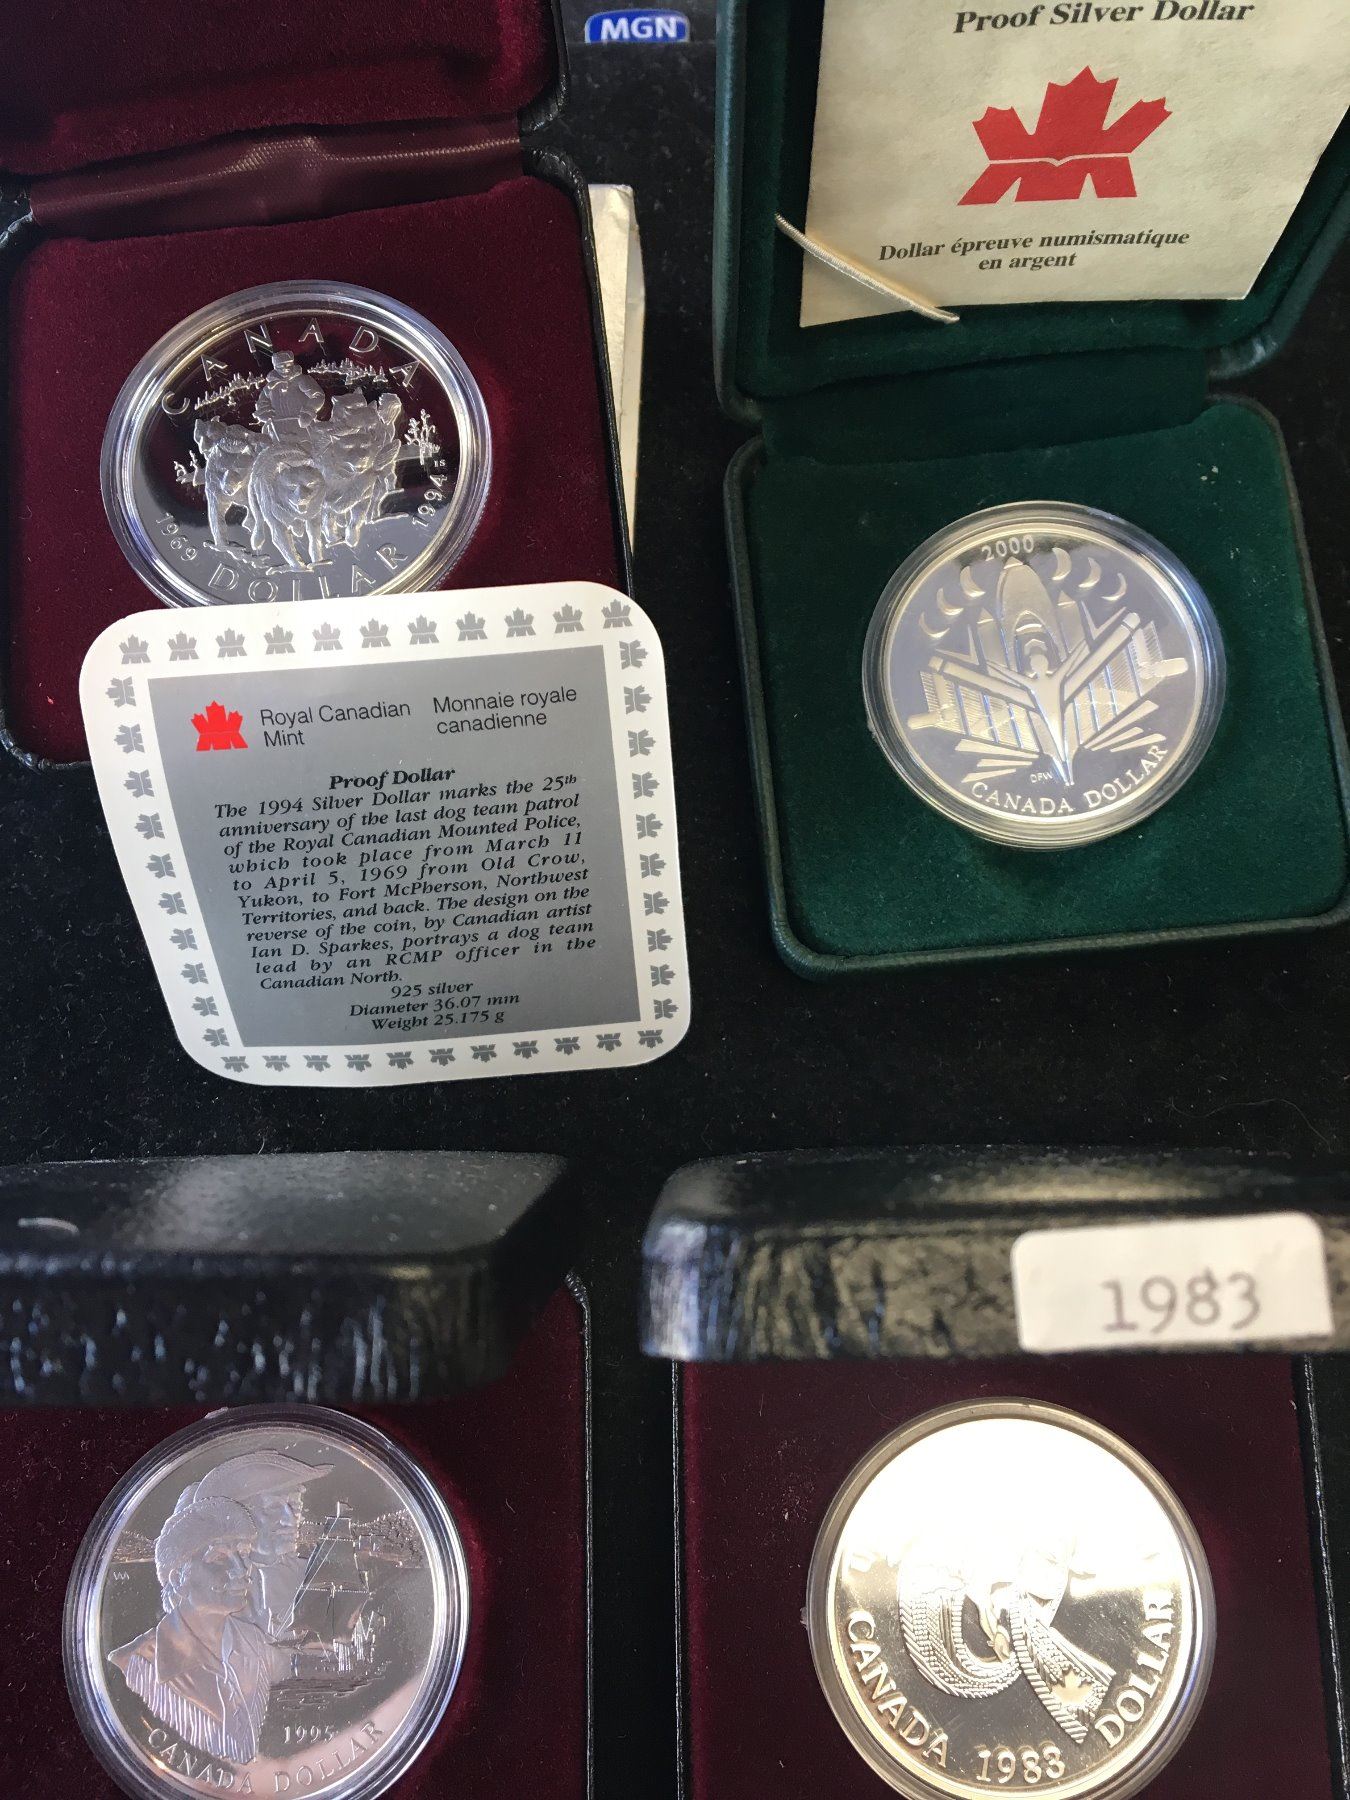 MGN
Proof Silver Dollar
Dollar épreuve numismatique
en argent
CANADA
1969
1994
IS
DOLLAR
2000
DFW
CANADA DOLLAR
Royal Canadian
Mint
Monnaie royale
canadienne
Proof Dollar
The 1994 Silver Dollar marks the 25th
anniversary of the last dog team patrol
of the Royal Canadian Mounted Police,
which took place from March 11
to April 5, 1969 from Old Crow,
Yukon, to Fort McPherson, Northwest
Territories, and back. The design on the
reverse of the coin, by Canadian artist
Ian D. Sparkes, portrays a dog team
lead by an RCMP officer in the
Canadian North.
925 silver
Diameter 36.07 mm
Weight 25.175 g
1983
1995
CANADA DOLLAR
CANADA 1983 DOLLAR